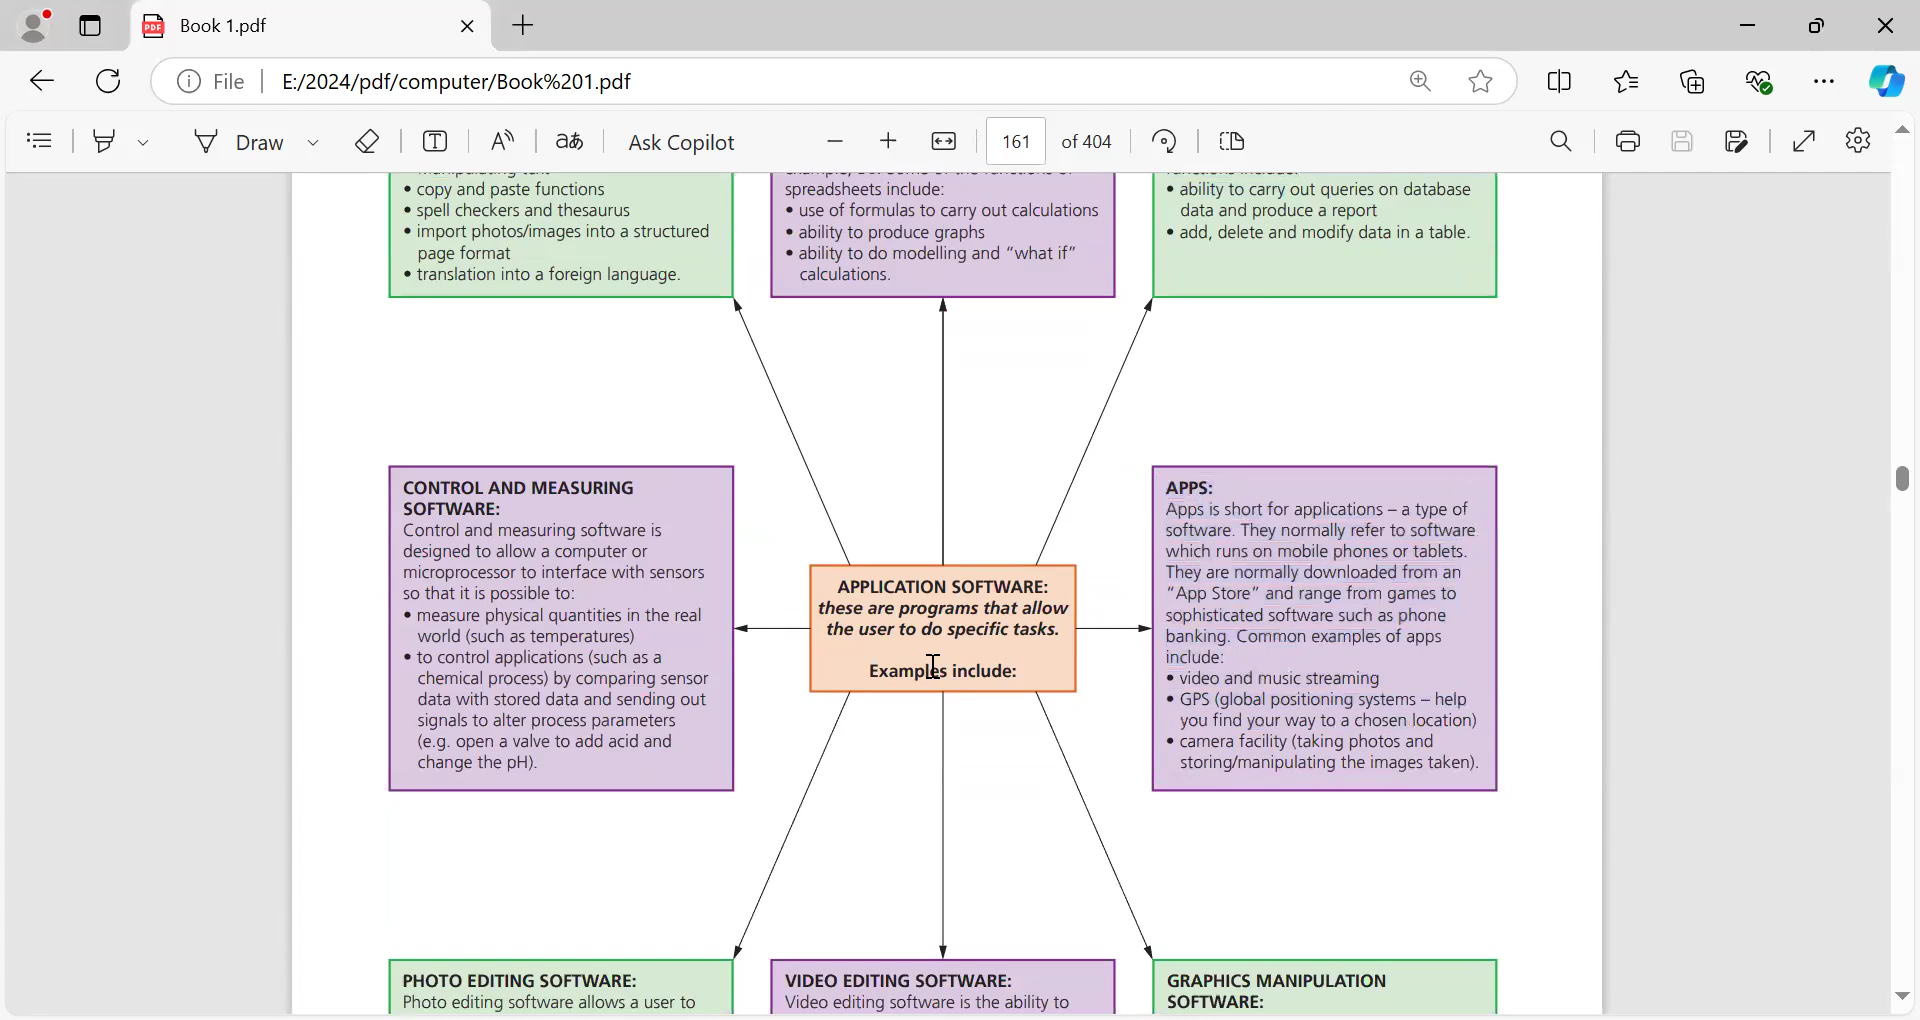 Book 1.pdf
File
E:/2024/pdf/computer/Book%201.pdf
Draw
aあ
Ask Copilot
161
of 404
manipulating text
• copy and paste functions
• spell checkers and thesaurus
• import photos/images into a structured
page format
• translation into a foreign language.
spreadsheets include:
• use of formulas to carry out calculations
• ability to produce graphs
• ability to do modelling and “what if”
calculations.
functions include:
• ability to carry out queries on database
data and produce a report
• add, delete and modify data in a table.
CONTROL AND MEASURING
SOFTWARE:
Control and measuring software is
designed to allow a computer or
microprocessor to interface with sensors
so that it is possible to:
• measure physical quantities in the real
world (such as temperatures)
• to control applications (such as a
chemical process) by comparing sensor
data with stored data and sending out
signals to alter process parameters
(e.g. open a valve to add acid and
change the pH).
APPLICATION SOFTWARE:
these are programs that allow
the user to do specific tasks.
Examples include:
APPS:
Apps is short for applications – a type of
software. They normally refer to software
which runs on mobile phones or tablets.
They are normally downloaded from an
“App Store” and range from games to
sophisticated software such as phone
banking. Common examples of apps
include:
• video and music streaming
• GPS (global positioning systems – help
you find your way to a chosen location)
• camera facility (taking photos and
storing/manipulating the images taken).
PHOTO EDITING SOFTWARE:
Photo editing software allows a user to
VIDEO EDITING SOFTWARE:
Video editing software is the ability to
GRAPHICS MANIPULATION
SOFTWARE: